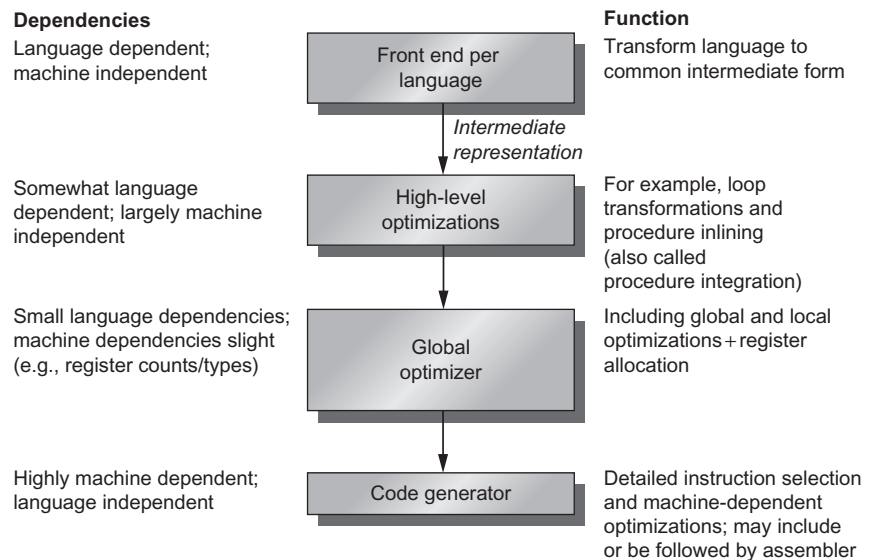 Dependencies
Language dependent;
machine independent
Front end per
language
Function
Transform language to
common intermediate form
Intermediate
representation
Somewhat language
dependent; largely machine
independent
High-level
optimizations
For example, loop
transformations and
procedure inlining
(also called
procedure integration)
Small language dependencies;
machine dependencies slight
(e.g., register counts/types)
Global
optimizer
Including global and local
optimizations + register
allocation
Highly machine dependent;
language independent
Code generator
Detailed instruction selection
and machine-dependent
optimizations; may include
or be followed by assembler